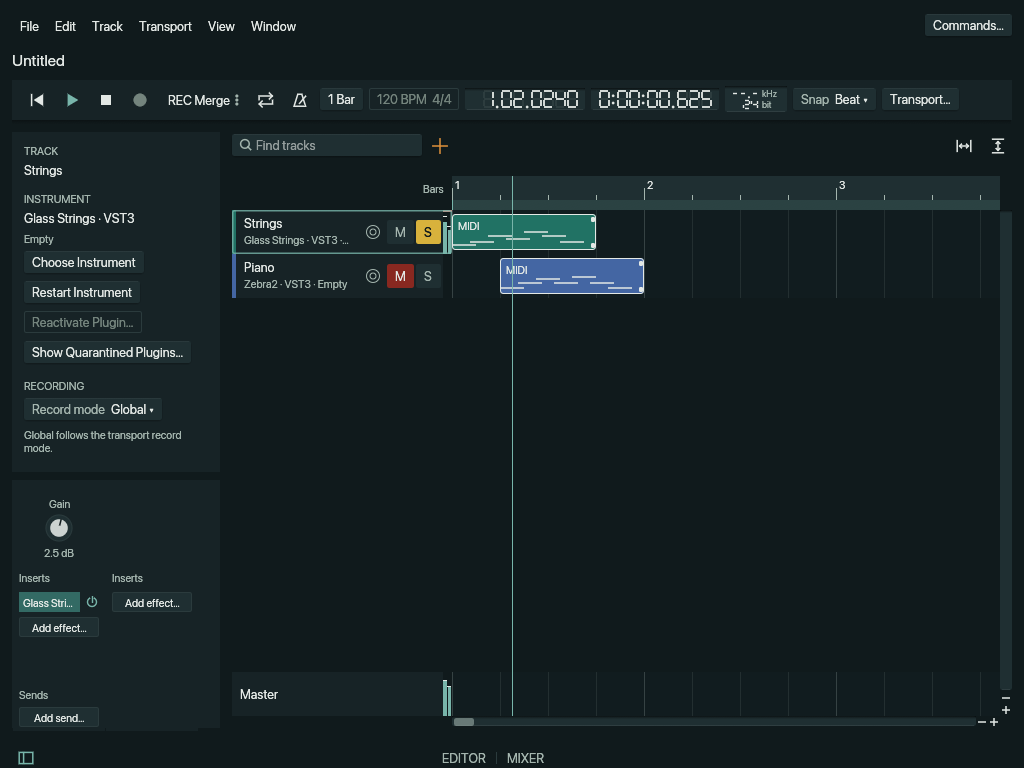 File Edit Track Transport View Window Commands...
Untitled
REC Merge 1 Bar 120 BPM 4/4 1.02.0240 0:00:00.625 --.- kHz -24 bit Snap Beat Transport...
TRACK
Strings
INSTRUMENT
Glass Strings · VST3
Empty
Choose Instrument
Restart Instrument
Reactivate Plugin...
Show Quarantined Plugins...
RECORDING
Record mode Global
Global follows the transport record
mode.
Gain
2.5 dB
Inserts Inserts
Glass Stri... Add effect...
Add effect...
Sends
Add send...
Find tracks
Bars 1 2 3
Strings M S MIDI
Glass Strings · VST3 ·...
Piano M S MIDI
Zebra2 · VST3 · Empty
Master
EDITOR MIXER